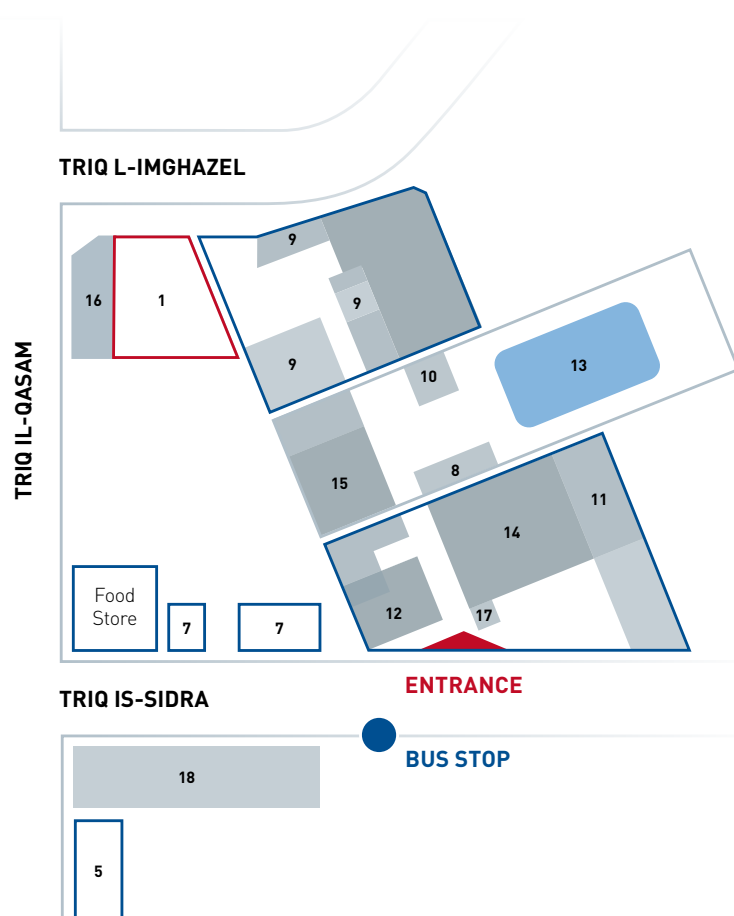 TRIQ L-IMGHAZEL
9
16
1
9
9
10
13
TRIQ IL-QASAM
8
15
11
14
Food
Store
7
7
12
17
ENTRANCE
TRIQ IS-SIDRA
BUS STOP
18
5